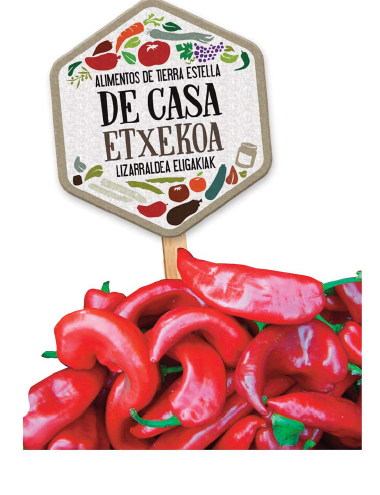 ALIMENTOS DE TIERRA ESTELLA
DE CASA
ETXEKOA
LIZARRALDEA ELIGAKIAK